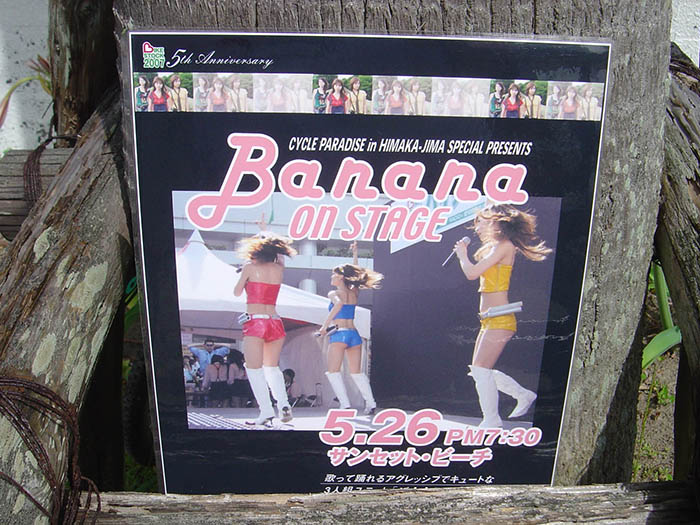 LIKE
STOCK
2007
5th Anniversary
CYCLE PARADISE in HIMAKA-JIMA SPECIAL PRESENTS
Banana
ON STAGE
5.26 PM7:30
サンセット・ビーチ
歌って踊れるアグレッシブでキュートな